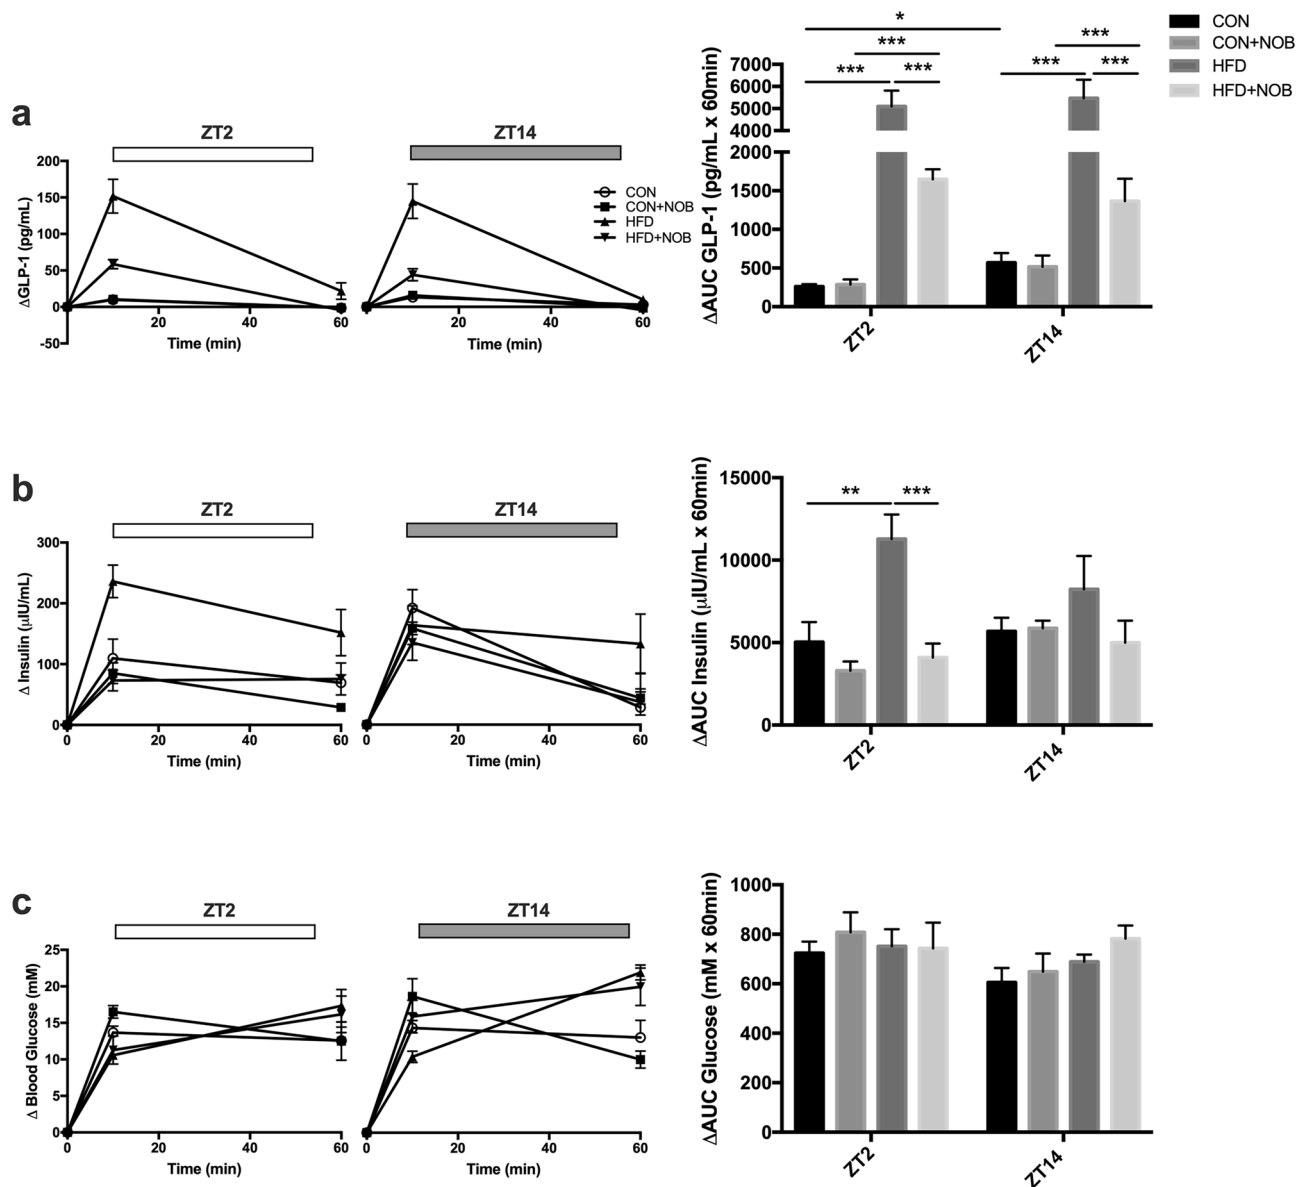 CON
CON+NOB
HFD
HFD+NOB
a
ZT2
ZT14
ΔGLP-1 (pg/mL)
200
150
100
50
0
-50
20
40
60
Time (min)
0
20
40
60
Time (min)
CON
CON+NOB
HFD
HFD+NOB
ΔAUC GLP-1 (pg/mL x 60min)
7000
6000
5000
4000
2000
1500
1000
500
0
*
***
***
***
***
***
***
ZT2
ZT14
b
ZT2
ZT14
Δ Insulin (μIU/mL)
300
200
100
0
0
20
40
60
Time (min)
0
20
40
60
Time (min)
ΔAUC Insulin (μIU/mL x 60min)
15000
10000
5000
0
**
***
ZT2
ZT14
c
ZT2
ZT14
Δ Blood Glucose (mM)
25
20
15
10
5
0
0
20
40
60
Time (min)
0
20
40
60
Time (min)
ΔAUC Glucose (mM x 60min)
1000
800
600
400
200
0
ZT2
ZT14